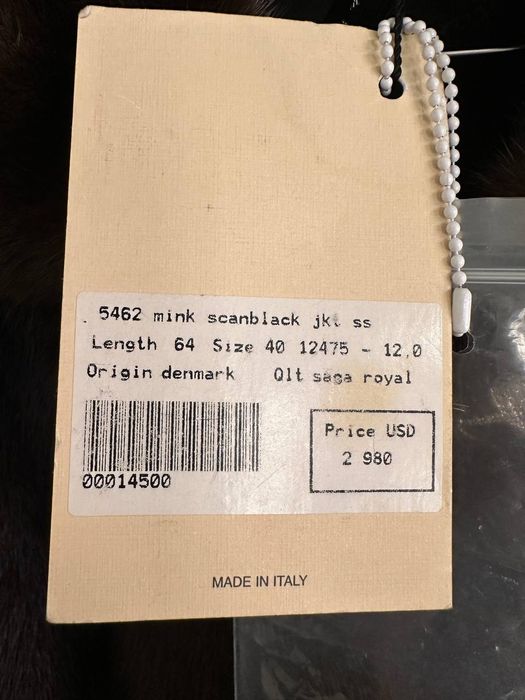 5462 mink scanblack jkt ss
Length 64 Size 40 12475 - 12,0
Origin denmark Qlt saga royal
Price USD
2 980
00014500
MADE IN ITALY